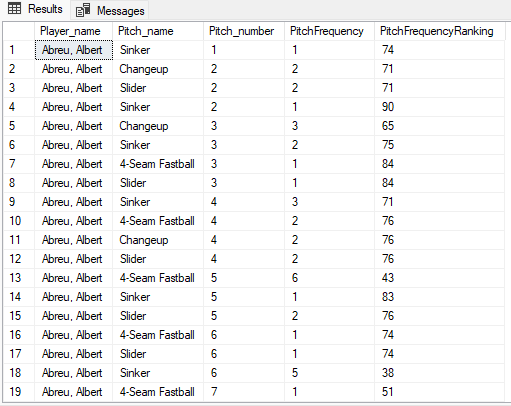 Results Messages
Player_name Pitch_name Pitch_number PitchFrequency PitchFrequencyRanking
1 Abreu, Albert Sinker 1 1 74
2 Abreu, Albert Changeup 2 2 71
3 Abreu, Albert Slider 2 2 71
4 Abreu, Albert Sinker 2 1 90
5 Abreu, Albert Changeup 3 3 65
6 Abreu, Albert Sinker 3 2 75
7 Abreu, Albert 4-Seam Fastball 3 1 84
8 Abreu, Albert Slider 3 1 84
9 Abreu, Albert Sinker 4 3 71
10 Abreu, Albert 4-Seam Fastball 4 2 76
11 Abreu, Albert Changeup 4 2 76
12 Abreu, Albert Slider 4 2 76
13 Abreu, Albert 4-Seam Fastball 5 6 43
14 Abreu, Albert Sinker 5 1 83
15 Abreu, Albert Slider 5 2 76
16 Abreu, Albert 4-Seam Fastball 6 1 74
17 Abreu, Albert Slider 6 1 74
18 Abreu, Albert Sinker 6 5 38
19 Abreu, Albert 4-Seam Fastball 7 1 51